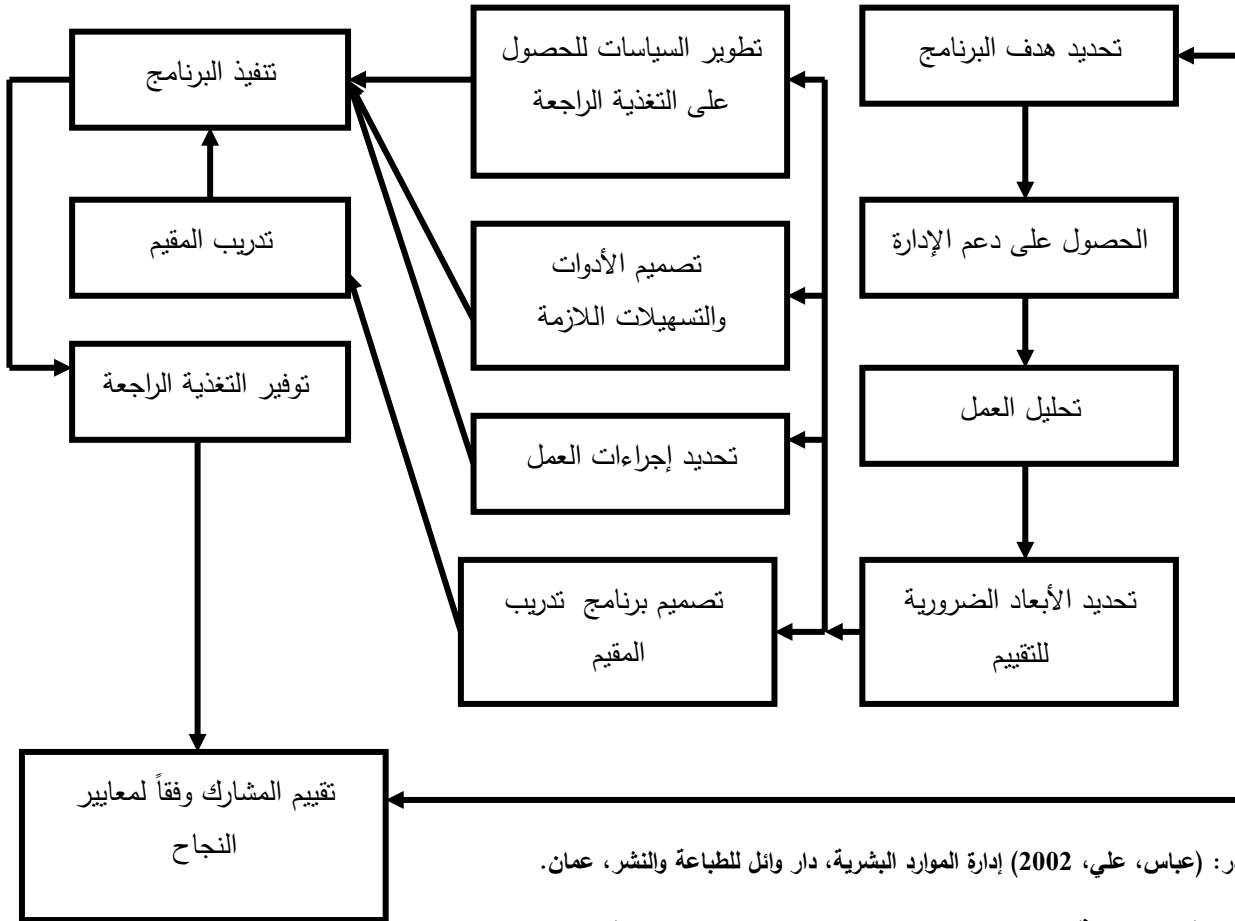 تحديد هدف البرنامج
الحصول على دعم الإدارة
تحليل العمل
تحديد الأبعاد الضرورية
للتقييم
تطوير السياسات للحصول
على التغذية الراجعة
تصميم الأدوات
والتسهيلات اللازمة
تحديد إجراءات العمل
تصميم برنامج تدريب
المقيم
تنفيذ البرنامج
تدريب المقيم
توفير التغذية الراجعة
تقييم المشارك وفقاً لمعايير
النجاح
(عباس، علي، 2002) إدارة الموارد البشرية، دار وائل للطباعة والنشر، عمان.